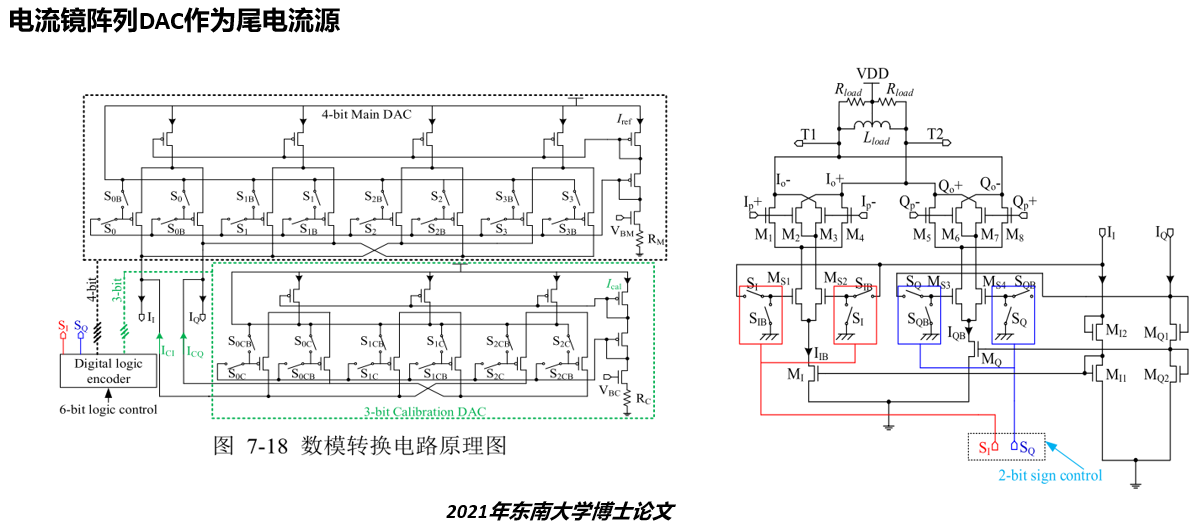 电流镜阵列DAC作为尾电流源
4-bit Main DAC
Iref
S0B S0 S1B S1 S2B S2 S3B S3
S0 S0B S1 S1B S2 S2B S3 S3B
VBM RM
4-bit
3-bit
II IQ
Ical
SI SQ
ICI ICQ
S0CB S0C S1CB S1C S2CB S2C
S0C S0CB S1C S1CB S2C S2CB
Digital logic
encoder
VBC RC
6-bit logic control
3-bit Calibration DAC
图 7-18 数模转换电路原理图
VDD
Rload Rload
T1 Lload T2
Io- Io+ Qo+ Qo-
Ip+ Ip- Qp- Qp+
M1 M2 M3 M4 M5 M6 M7 M8
II IQ
SI MS1 MS2 SIB SQ MS3 MS4 SQB
SIB SI SQB SQ
IQB MI2 MQ1
IIB MQ
MI MI1 MQ2
SI SQ
2-bit sign control
2021年东南大学博士论文